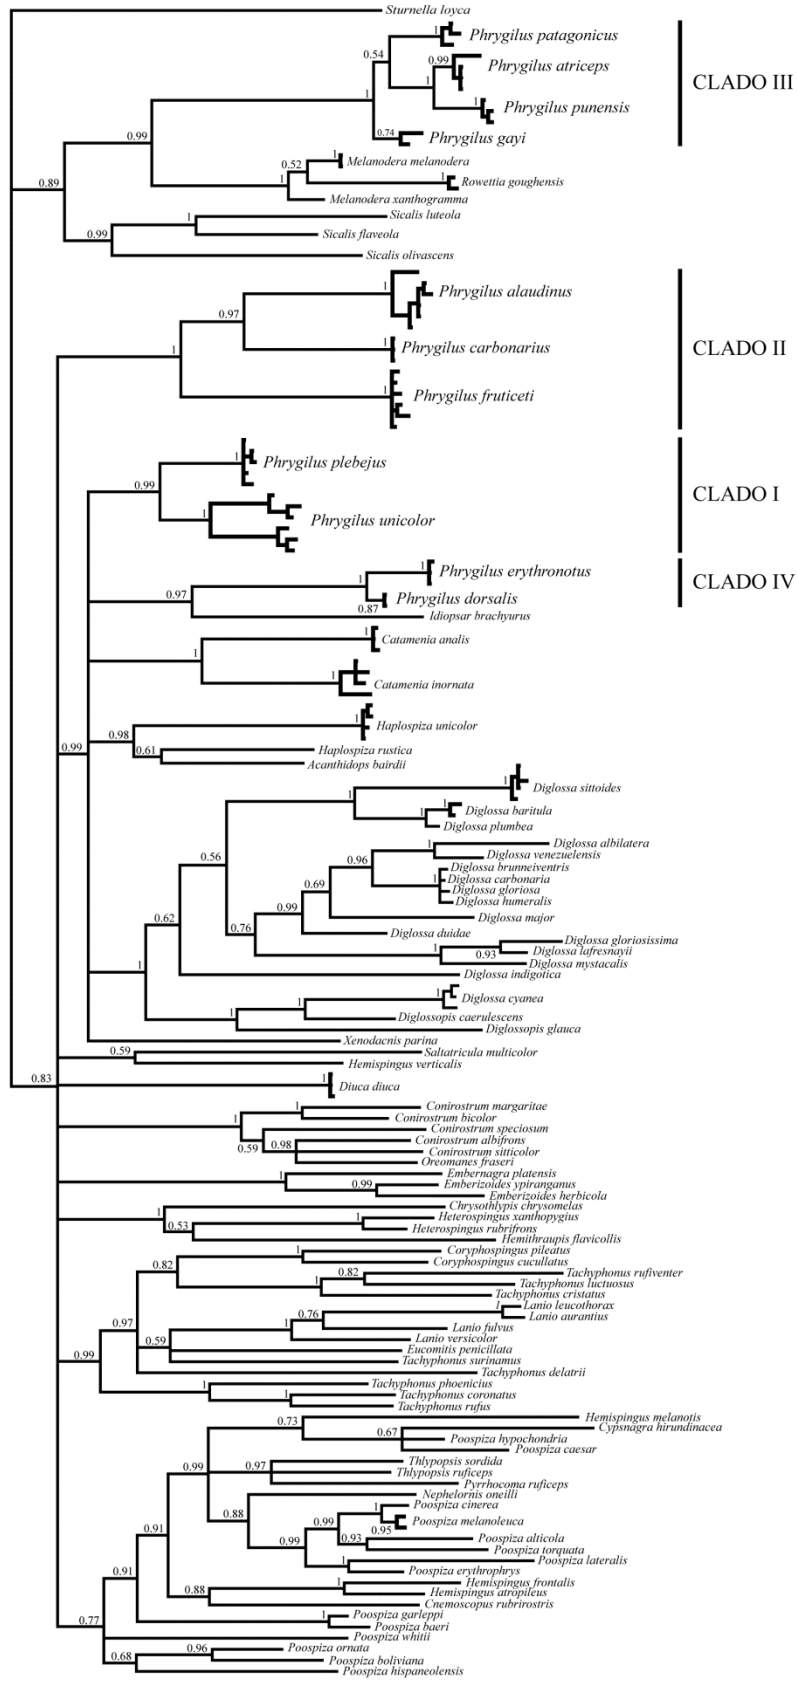 Sturnella loyca
1
Phrygilus patagonicus
0.54
0.99
Phrygilus atriceps
CLADO III
1
1
1
Phrygilus punensis
0.74
Phrygilus gayi
0.99
1
Melanodera melanodera
0.52
1
1
Rowettia goughensis
0.89
Melanodera xanthogramma
1
Sicalis luteola
0.99
Sicalis flaveola
Sicalis olivascens
1
Phrygilus alaudinus
0.97
CLADO II
1
1
Phrygilus carbonarius
1
Phrygilus fruticeti
1
Phrygilus plebejus
0.99
CLADO I
1
Phrygilus unicolor
1
Phrygilus erythronotus
1
CLADO IV
0.97
Phrygilus dorsalis
0.87
Idiopsar brachyurus
1
Catamenia analis
1
1
Catamenia inornata
1
Haplospiza unicolor
0.98
0.99
0.61
Haplospiza rustica
Acanthidops bairdii
1
Diglossa sittoides
1
1
Diglossa baritula
1
Diglossa plumbea
0.56
1
Diglossa albilatera
0.96
Diglossa venezuelensis
Diglossa brunneiventris
1
Diglossa carbonaria
0.69
Diglossa gloriosa
Diglossa humeralis
0.99
Diglossa major
0.62
0.76
Diglossa duidae
Diglossa gloriosissima
1
0.93
Diglossa lafresnayii
Diglossa mystacalis
1
Diglossa indigotica
1
Diglossa cyanea
1
1
Diglossopis caerulescens
Diglossopis glauca
Xenodacnis parina
0.59
Saltatricula multicolor
Hemispingus verticalis
0.83
1
Diuca diuca
1
Conirostrum margaritae
1
Conirostrum bicolor
Conirostrum speciosum
0.59
0.98
Conirostrum albifrons
Conirostrum sitticolor
Oreomanes fraseri
1
Embernagra platensis
0.99
Emberizoides ypiranganus
Emberizoides herbicola
1
Chrysothlypis chrysomelas
1
Heterospingus xanthopygius
0.53
Heterospingus rubrifrons
Hemithraupis flavicollis
1
Coryphospingus pileatus
0.82
Coryphospingus cucullatus
0.82
Tachyphonus rufiventer
1
Tachyphonus luctuosus
Tachyphonus cristatus
0.97
1
Lanio leucothorax
0.76
Lanio aurantius
1
Lanio fulvus
0.59
Lanio versicolor
Eucomitis penicillata
0.99
Tachyphonus surinamus
Tachyphonus delatrii
1
Tachyphonus phoenicius
1
Tachyphonus coronatus
Tachyphonus rufus
0.73
Hemispingus melanotis
0.67
Cypsnagra hirundinacea
Poospiza hypochondria
Poospiza caesar
0.99
0.97
Thlypopsis sordida
Thlypopsis ruficeps
Pyrrhocoma ruficeps
Nephelornis oneilli
0.88
1
Poospiza cinerea
0.99
0.95
Poospiza melanoleuca
0.91
0.99
0.93
Poospiza alticola
Poospiza torquata
1
Poospiza lateralis
Poospiza erythrophrys
0.91
1
Hemispingus frontalis
0.88
Hemispingus atropileus
Cnemoscopus rubrirostris
1
Poospiza garleppi
Poospiza baeri
0.77
Poospiza whitii
0.96
Poospiza ornata
0.68
Poospiza boliviana
Poospiza hispaneolensis